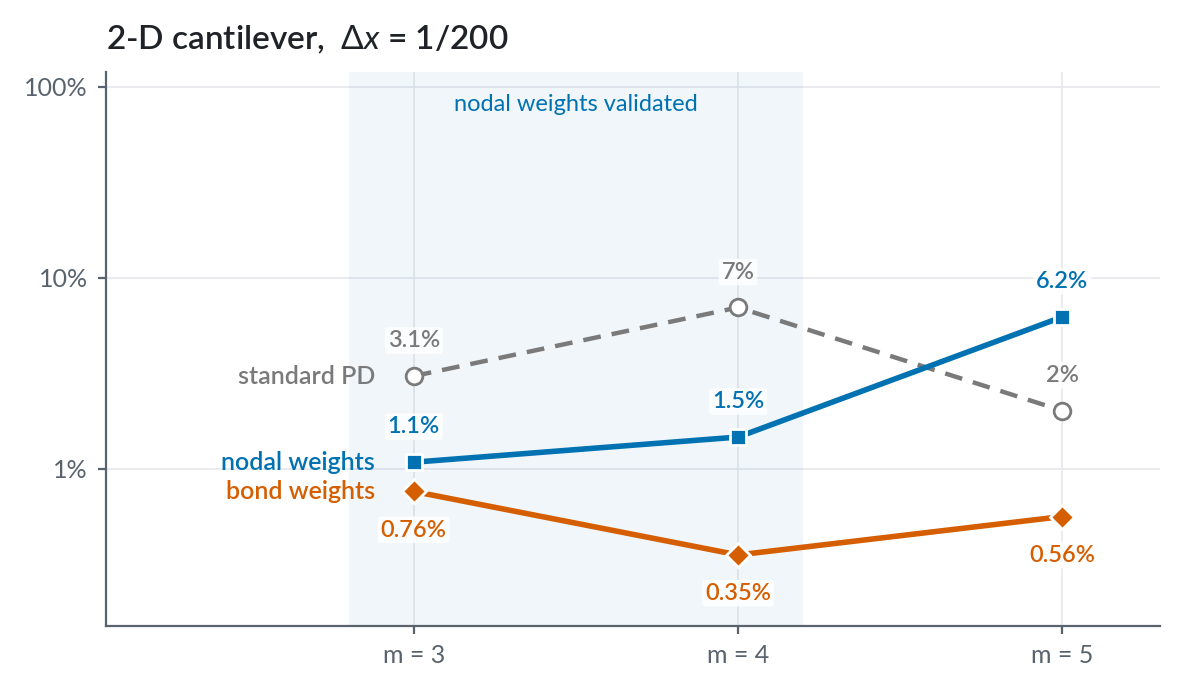 2-D cantilever, Δx = 1/200
100%
nodal weights validated
10%
7%
6.2%
3.1%
standard PD
2%
1.5%
1.1%
nodal weights
1%
bond weights
0.76%
0.56%
0.35%
m = 3
m = 4
m = 5